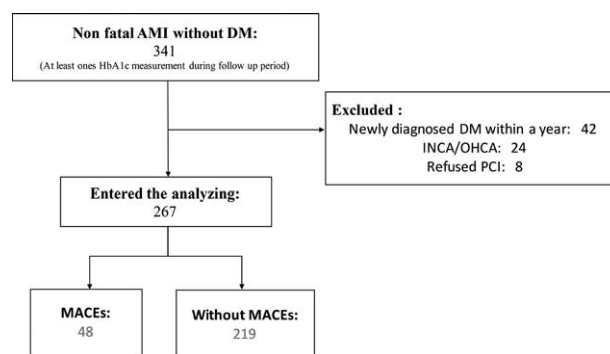 Non fatal AMI without DM:
341
(At least ones HbA1c measurement during follow up period)
Excluded :
Newly diagnosed DM within a year: 42
INCA/OHCA: 24
Refused PCI: 8
Entered the analyzing:
267
MACEs:
48
Without MACEs:
219